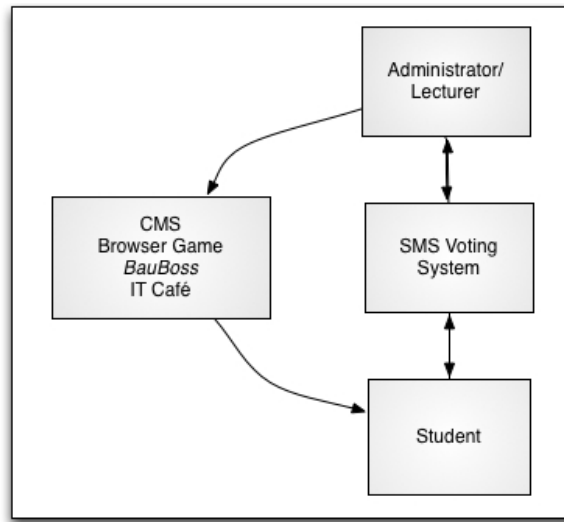 Administrator/
Lecturer
CMS
Browser Game
BauBoss
IT Café
SMS Voting
System
Student